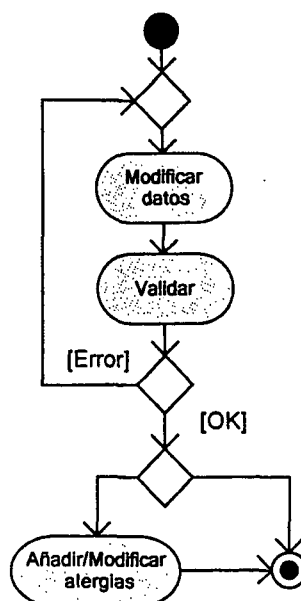 Modificar
datos
Validar
[Error]
[OK]
Añadir/Modificar
alergias